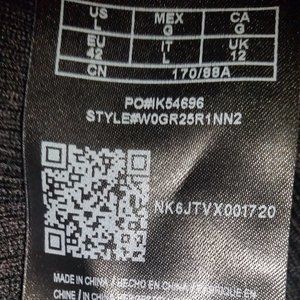 US L MEX G CA G
EU 42 IT L UK 12
CN 170/88A
PO#IK54696
STYLE#W0GR25R1NN2
NK6JTVX001720
MADE IN CHINA / HECHO EN CHINA / FABRIQUÉ EN
CHINE /